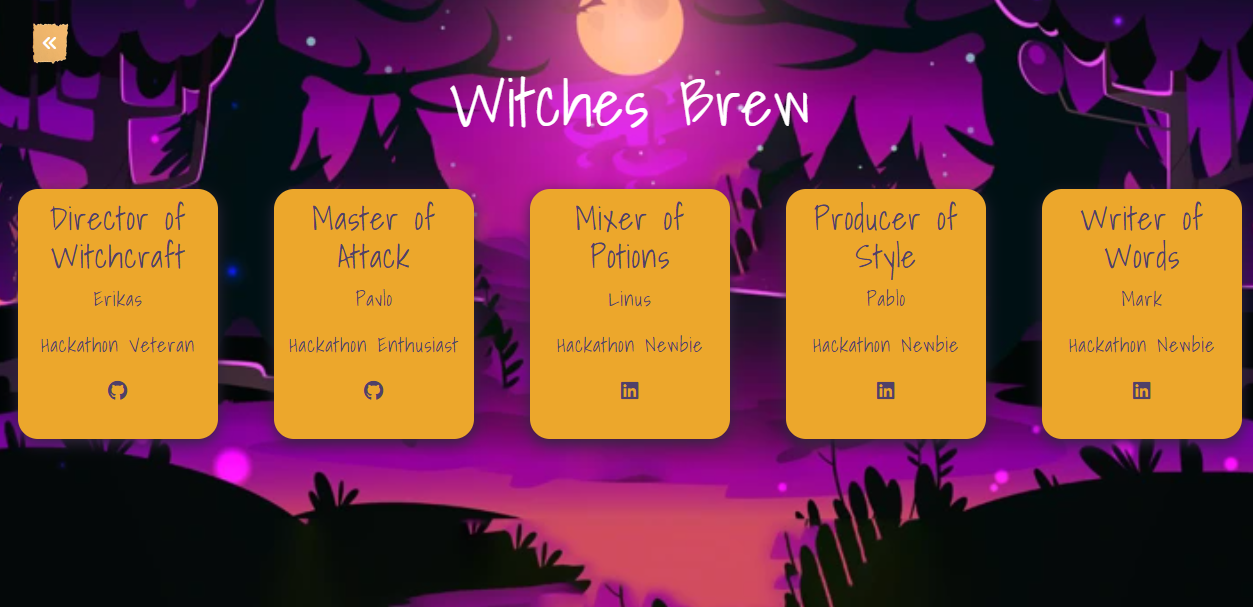 Witches Brew
Director of
Witchcraft
Erikas
Hackathon Veteran
Master of
Attack
Pavlo
Hackathon Enthusiast
Mixer of
Potions
Linus
Hackathon Newbie
Producer of
Style
Pablo
Hackathon Newbie
Writer of
Words
Mark
Hackathon Newbie